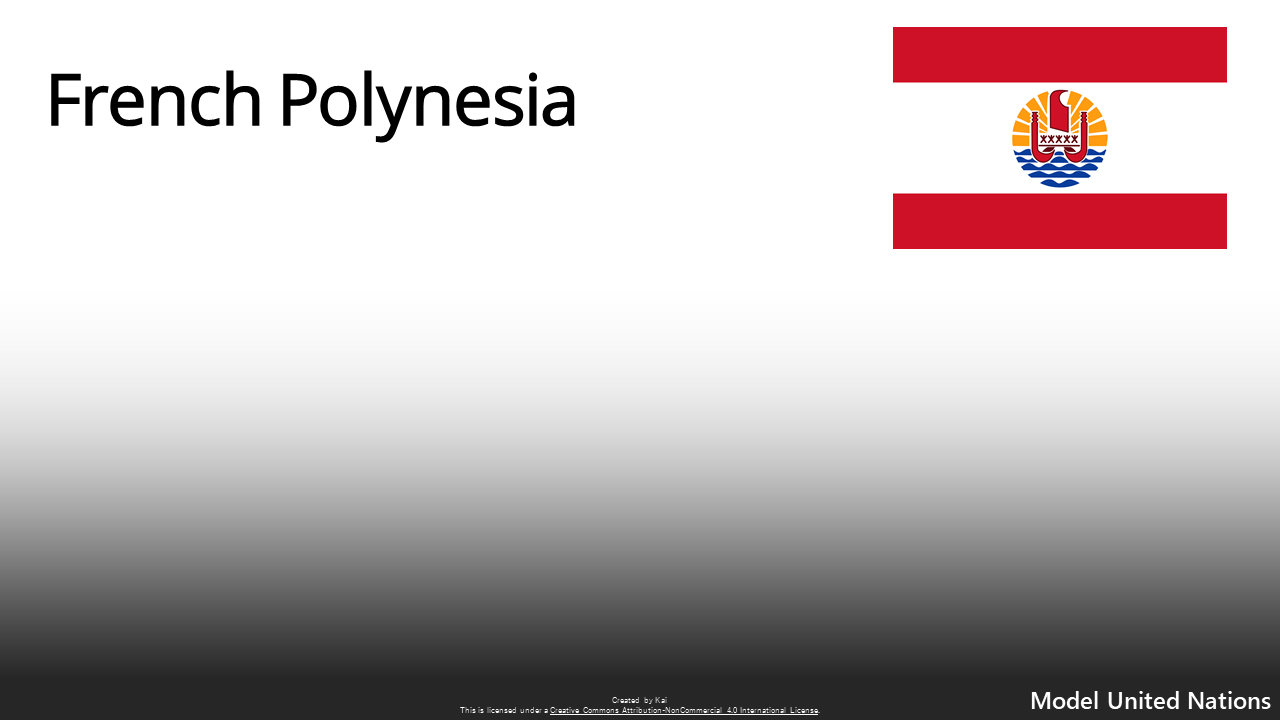 French Polynesia
Created by Kai
This is licensed under a Creative Commons Attribution-NonCommercial 4.0 International License.
Model United Nations